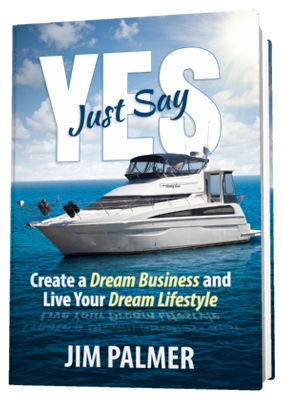 Just Say
YES
Create a Dream Business and
Live Your Dream Lifestyle
JIM PALMER